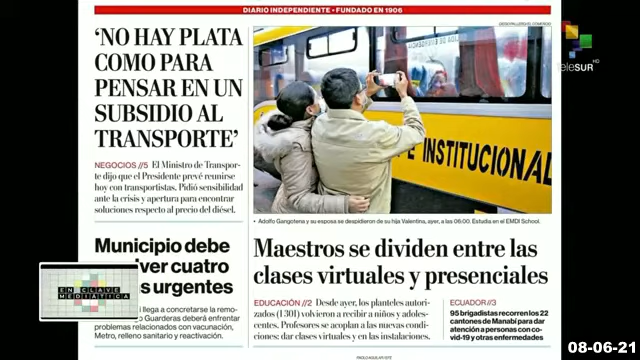 DIARIO INDEPENDIENTE • FUNDADO EN 1906
'NO HAY PLATA
COMO PARA
PENSAR EN UN
SUBSIDIO AL
TRANSPORTE'
NEGOCIOS //5 El Ministro de Transpor-
te dijo que el Presidente prevé reunirse
hoy con transportistas. Pidió sensibilidad
ante la crisis y apertura para encontrar
soluciones respecto al precio del diésel.
teleSUR HD
INSTITUCIONAL
• Adolfo Gangotena y su esposa se despidieron de su hija Valentina, ayer, a las 06:00. Estudia en el EMDI School.
Municipio debe
ver cuatro
s urgentes
llega a concretarse la remo-
Guarderas deberá enfrentar
problemas relacionados con vacunación,
Metro, relleno sanitario y reactivación.
EN CLAVE
MEDIÁTICA
Maestros se dividen entre las
clases virtuales y presenciales
EDUCACIÓN //2 Desde ayer, los planteles autori-
zados (1 301) volvieron a recibir a niños y adoles-
centes. Profesores se acoplan a las nuevas condicio-
nes: dar clases virtuales y en las instalaciones.
ECUADOR //3
95 brigadistas recorren los 22
cantones de Manabí para dar
atención a personas con co-
vid-19 y otras enfermedades
08-06-21